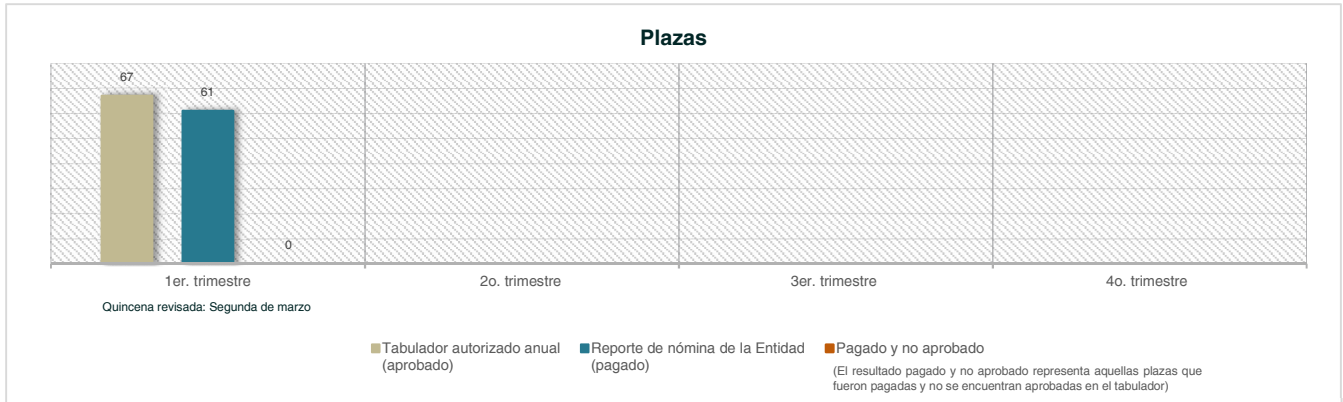 Plazas
67
61
0
1er. trimestre
2o. trimestre
3er. trimestre
4o. trimestre
Quincena revisada: Segunda de marzo
Tabulador autorizado anual
(aprobado)
Reporte de nómina de la Entidad
(pagado)
Pagado y no aprobado
(El resultado pagado y no aprobado representa aquellas plazas que
fueron pagadas y no se encuentran aprobadas en el tabulador)